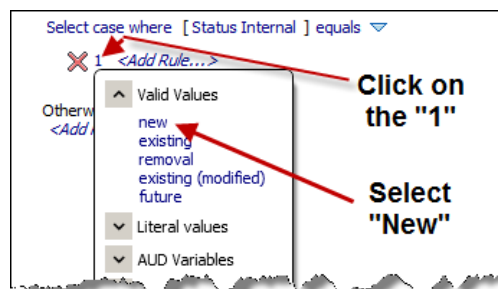 Select case where [ Status Internal ] equals
1 <Add Rule...>
Click on
the "1"
Valid Values
Otherw
<Add
new
existing
removal
existing (modified)
future
Select
"New"
Literal values
AUD Variables